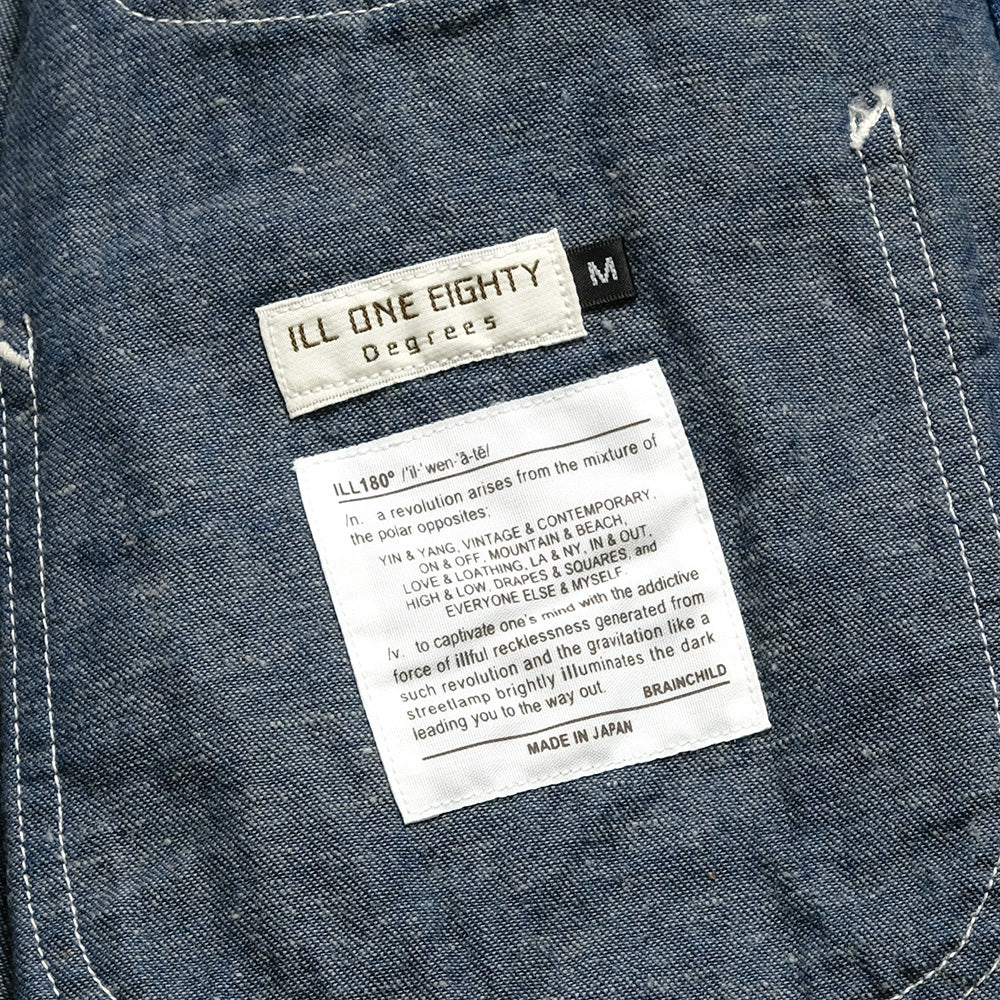 ILL ONE EIGHTY
Degrees
M
ILL180° /'il·'wen·'ā-tē/
/n. a revolution arises from the mixture of
the polar opposites:
YIN & YANG, VINTAGE & CONTEMPORARY,
ON & OFF, MOUNTAIN & BEACH,
LOVE & LOATHING, LA & NY, IN & OUT,
HIGH & LOW, DRAPES & SQUARES, and
EVERYONE ELSE & MYSELF.
/v. to captivate one's mind with the addictive
force of illful recklessness generated from
such revolution and the gravitation like a
streetlamp brightly illuminates the dark
leading you to the way out.
BRAINCHILD
MADE IN JAPAN